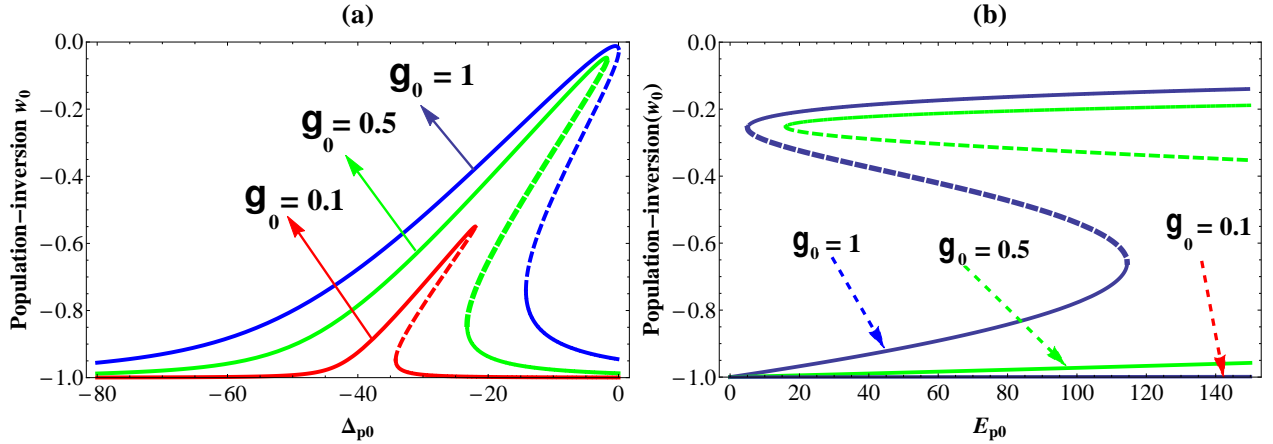 (a)
Population-inversion w₀
0.0
-0.2
-0.4
-0.6
-0.8
-1.0
g₀ = 1
g₀ = 0.5
g₀ = 0.1
-80
-60
-40
-20
0
Δp0
(b)
Population-inversion(w₀)
0.0
-0.2
-0.4
-0.6
-0.8
-1.0
g₀ = 1
g₀ = 0.5
g₀ = 0.1
0
20
40
60
80
100
120
140
Ep0